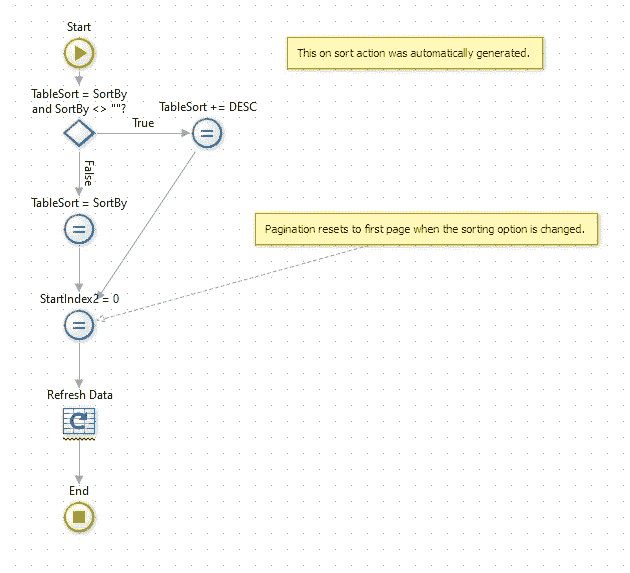 Start
This on sort action was automatically generated.
TableSort = SortBy
and SortBy <> ""?
TableSort += DESC
True
False
TableSort = SortBy
Pagination resets to first page when the sorting option is changed.
StartIndex2 = 0
Refresh Data
End